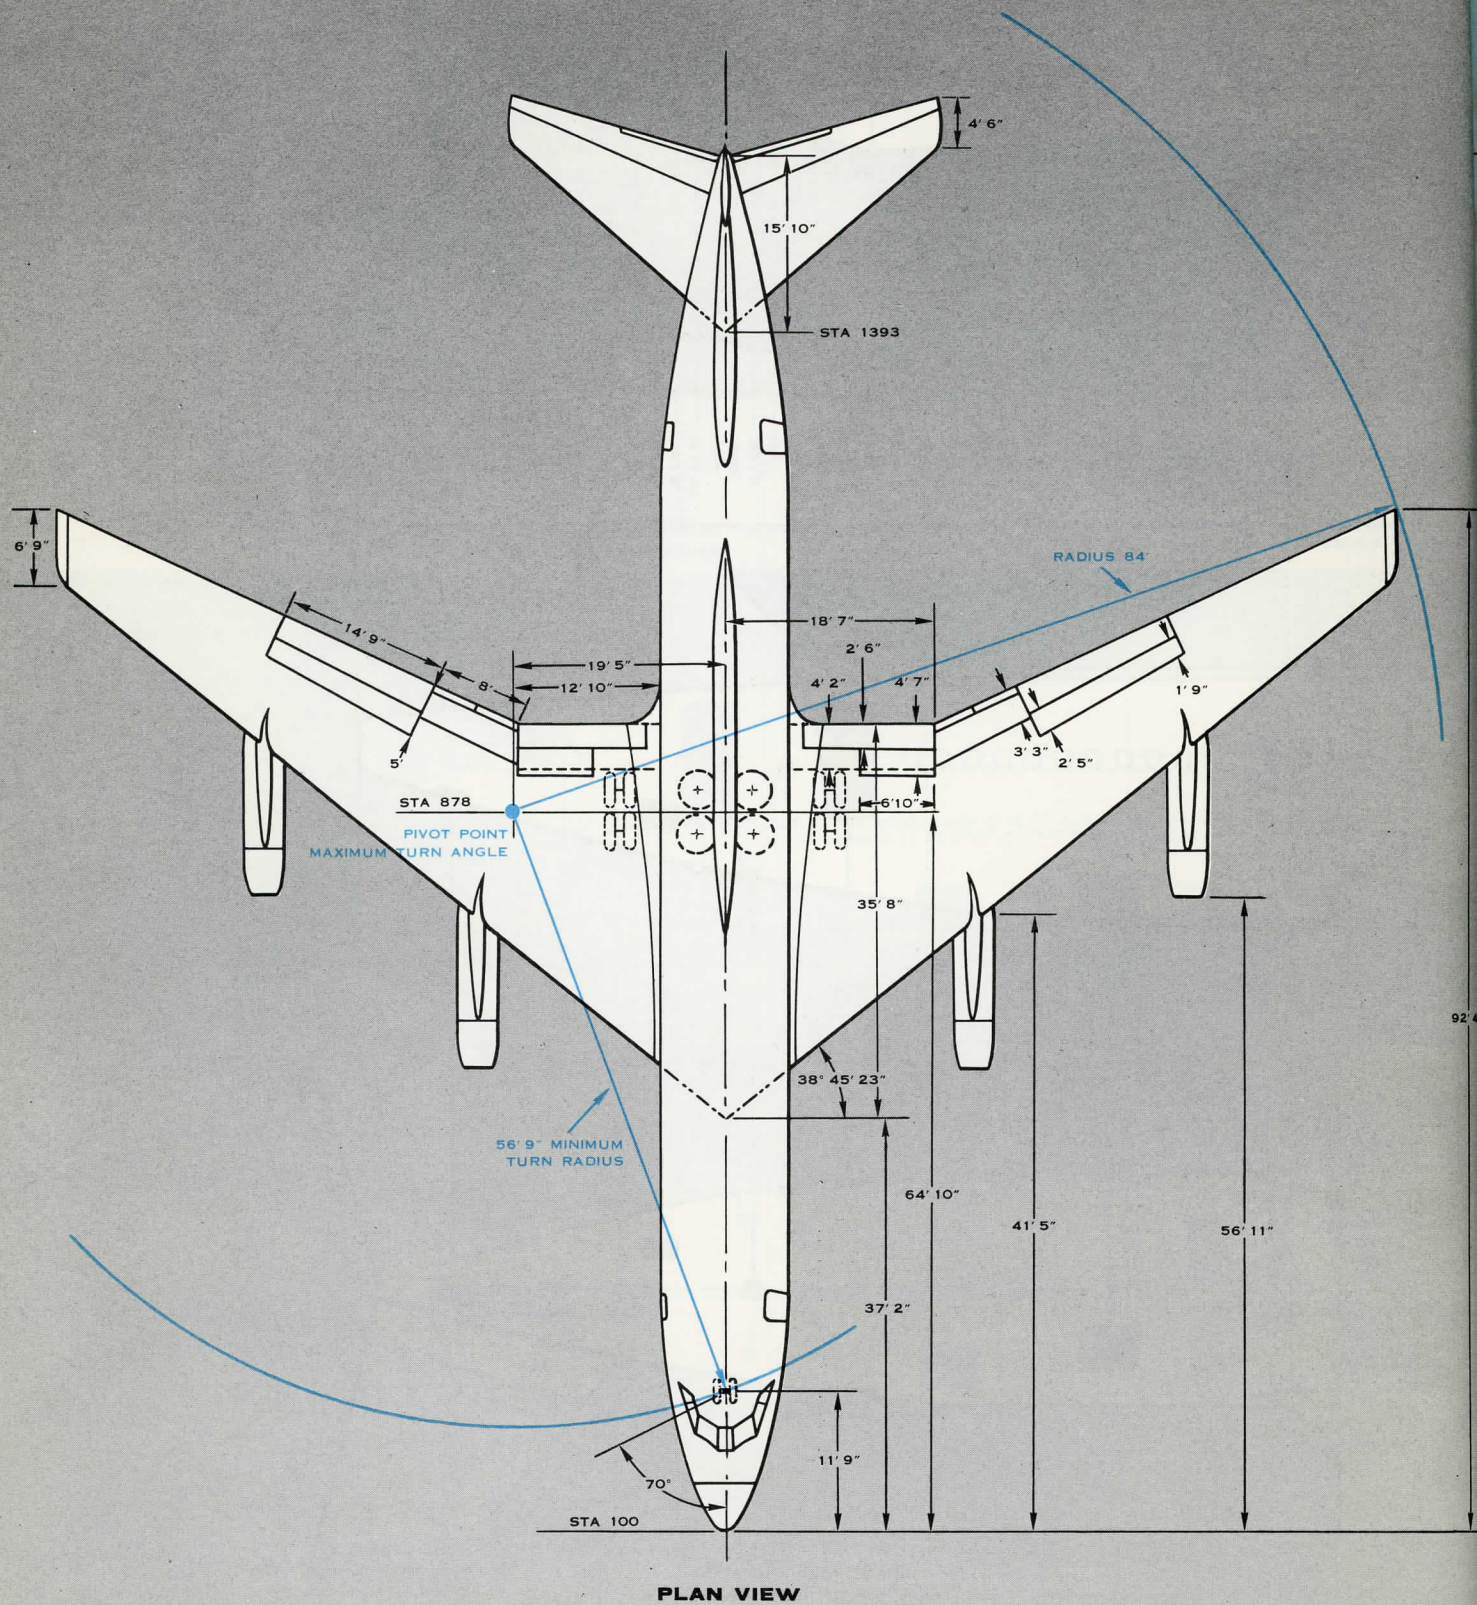 4' 6"
15' 10"
STA 1393
6' 9"
RADIUS 84'
14' 9"
8'
19' 5"
12' 10"
18' 7"
2' 6"
4' 2"
4' 7"
1' 9"
3' 3"
2' 5"
5'
STA 878
6' 10"
PIVOT POINT
MAXIMUM TURN ANGLE
35' 8"
92' 4
38° 45' 23"
56' 9" MINIMUM
TURN RADIUS
64' 10"
41' 5"
56' 11"
37' 2"
11' 9"
70°
STA 100
PLAN VIEW